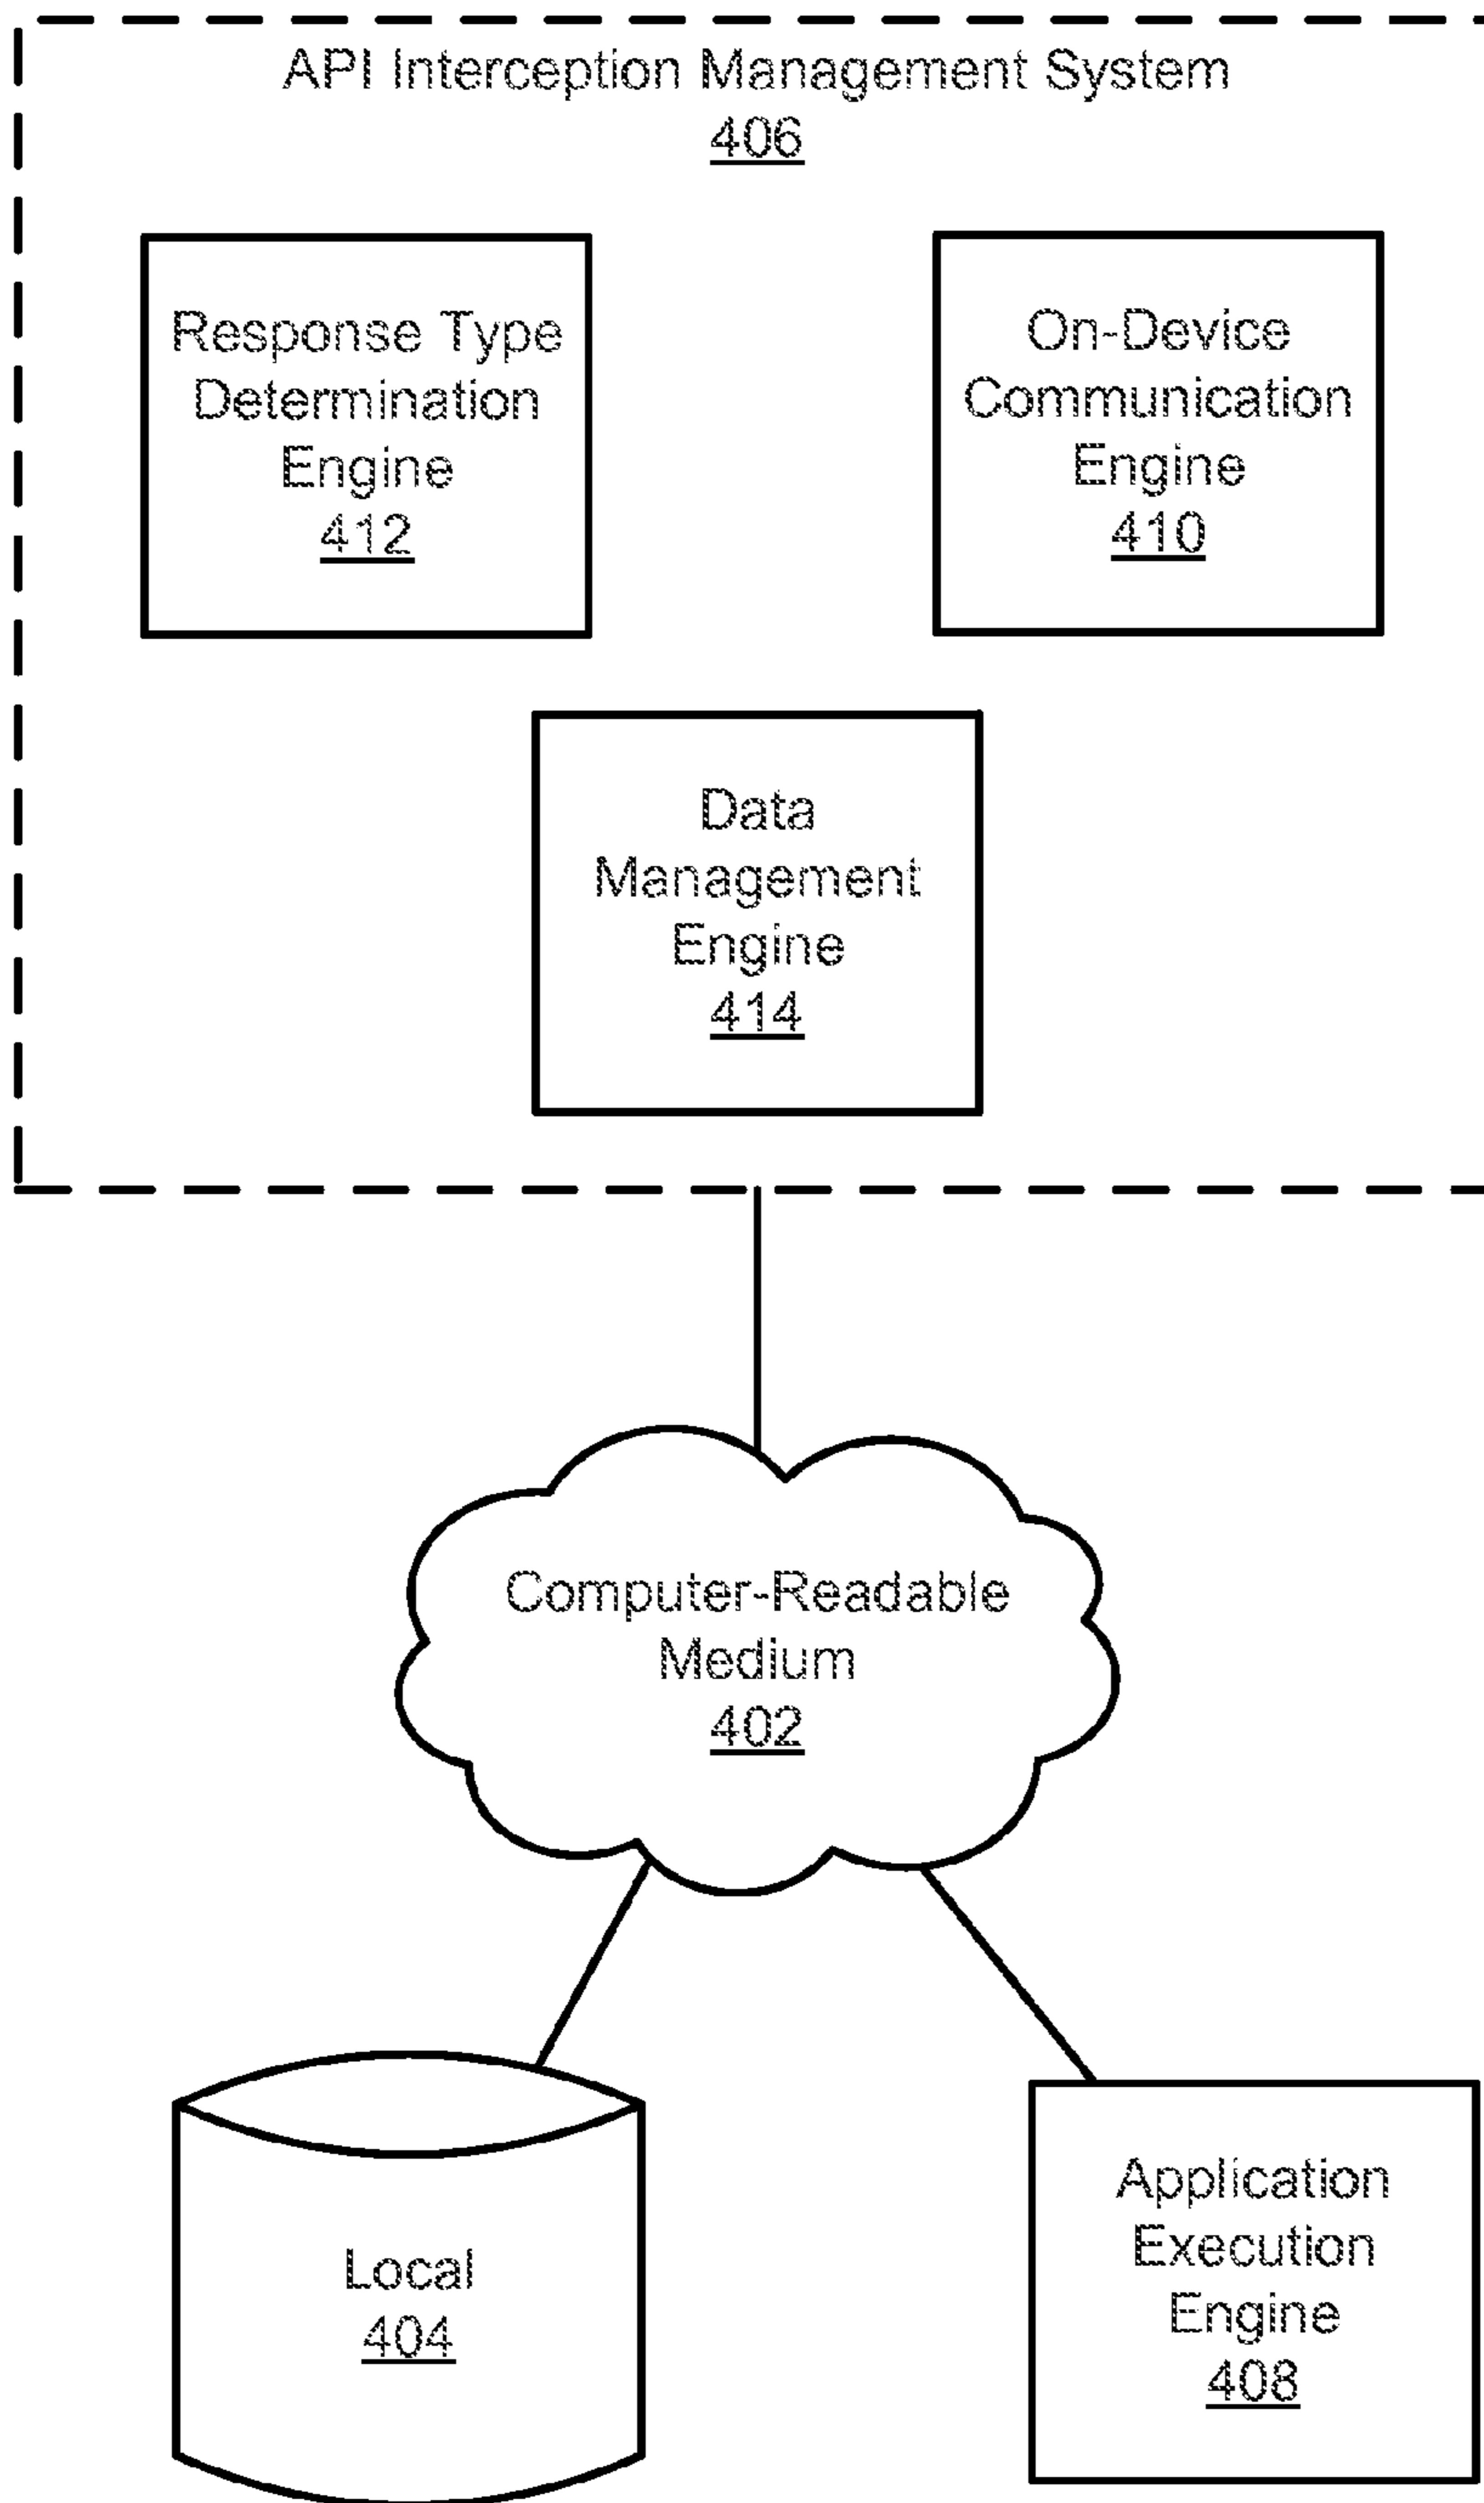 API Interception Management System
406
Response Type
Determination
Engine
412
On-Device
Communication
Engine
410
Data
Management
Engine
414
Computer-Readable
Medium
402
Local
404
Application
Execution
Engine
408